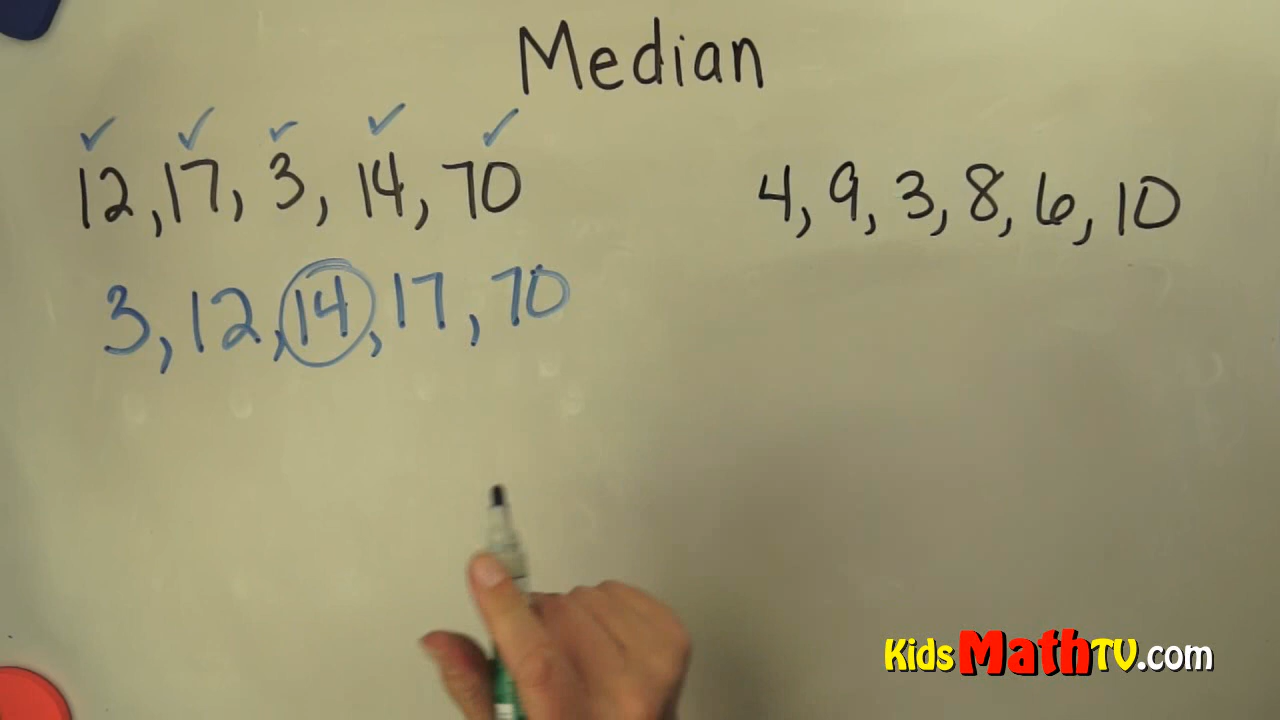 Median
12, 17, 3, 14, 70
3, 12, 14, 17, 70
4, 9, 3, 8, 6, 10
KidsMathTV.com